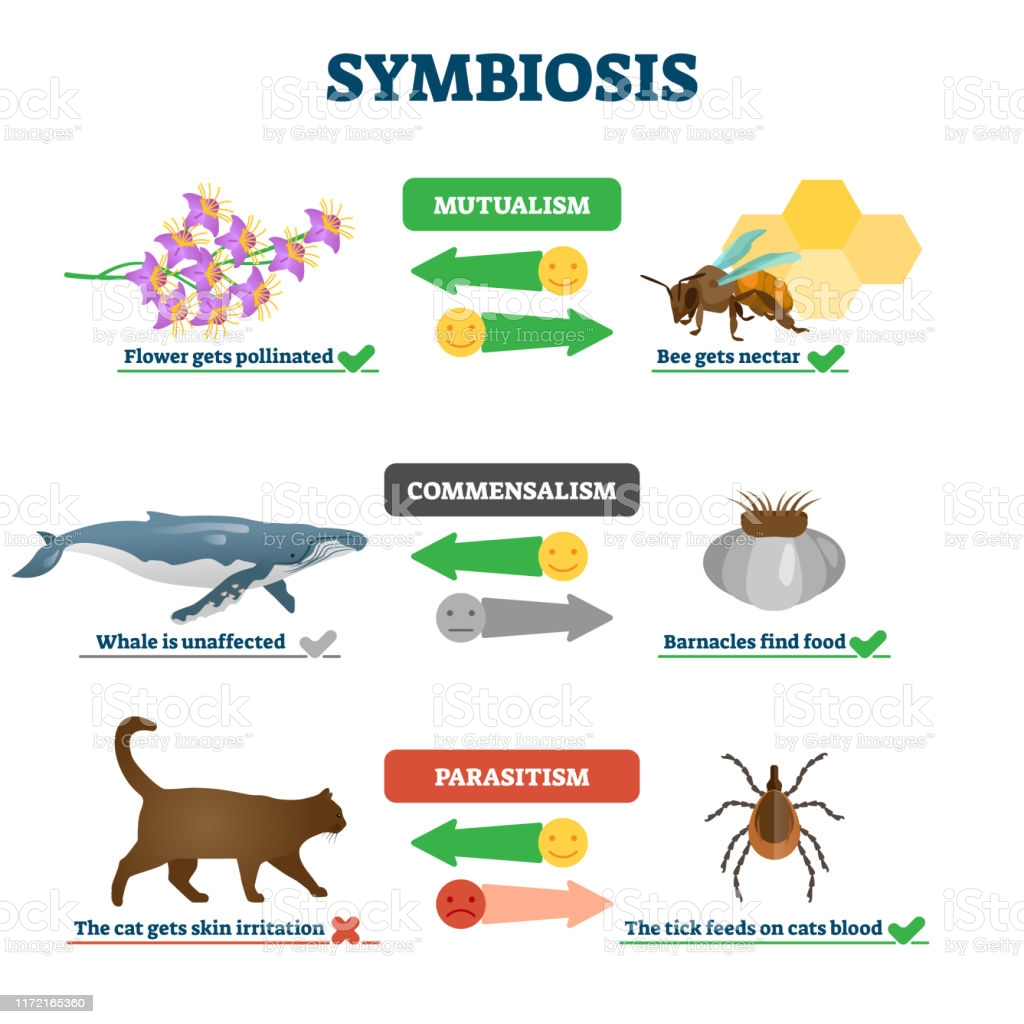 SYMBIOSIS
MUTUALISM
Flower gets pollinated
Bee gets nectar
COMMENSALISM
Whale is unaffected
Barnacles find food
PARASITISM
The cat gets skin irritation
The tick feeds on cats blood
iStock
by Getty Images™
1172165360